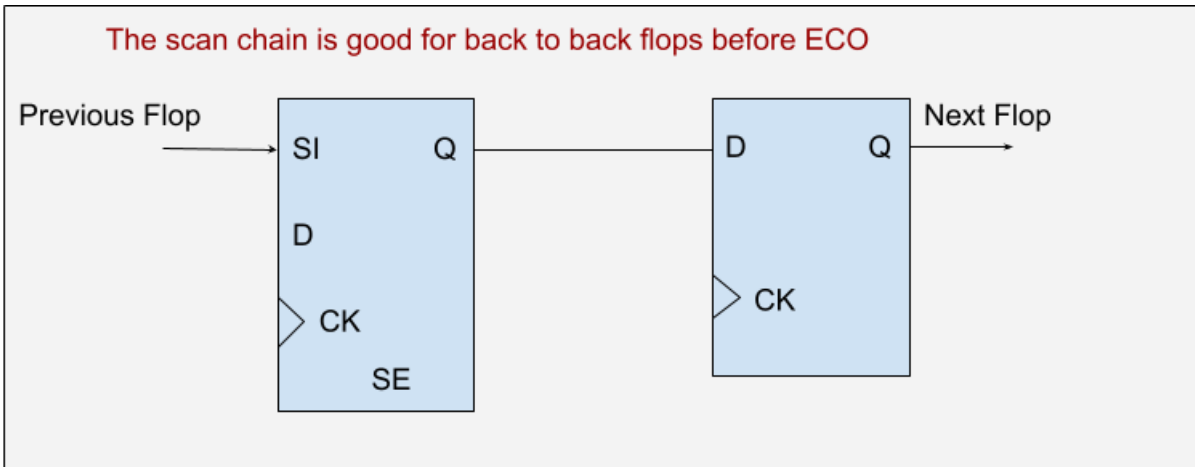 The scan chain is good for back to back flops before ECO
Previous Flop
SI
Q
D
CK
SE
D
Q
CK
Next Flop